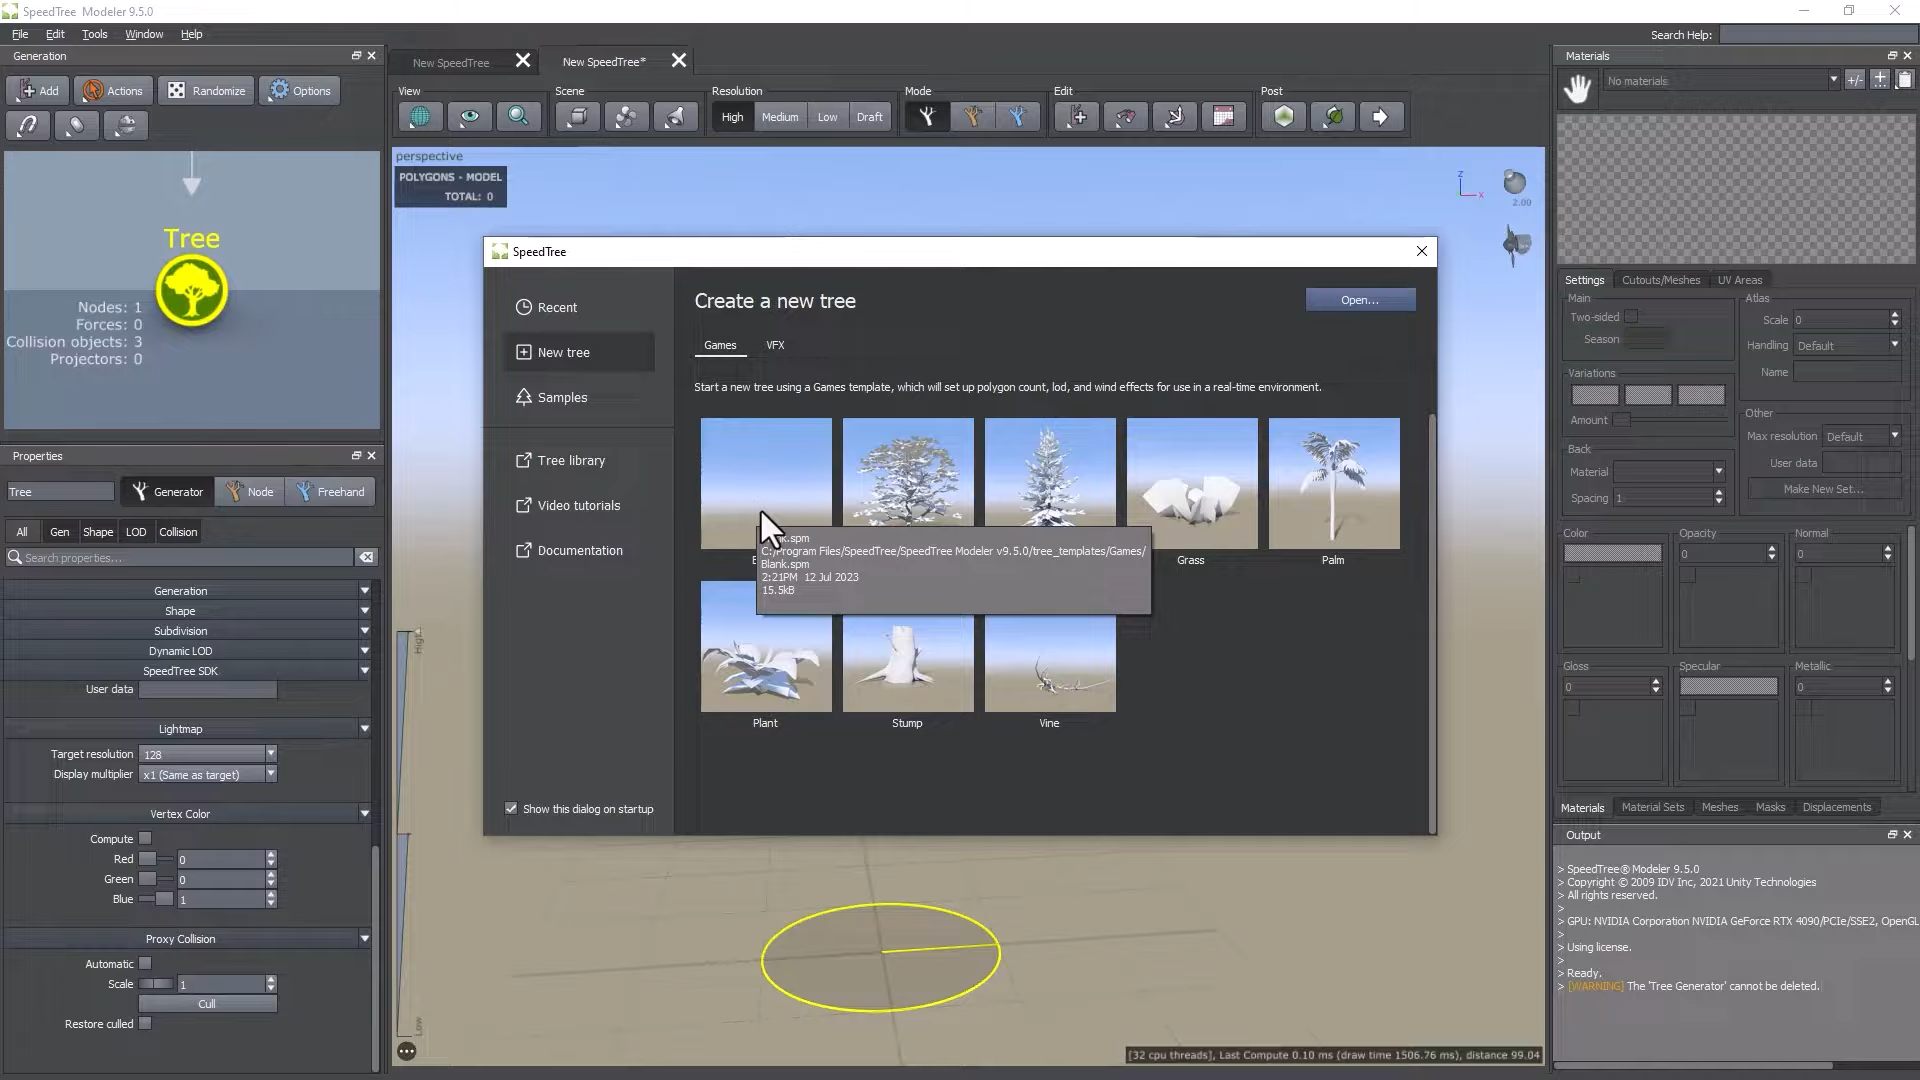 SpeedTree Modeler 9.5.0
File Edit Tools Window Help
Search Help:
Generation
Add Actions Randomize Options
Tree
Nodes: 1
Forces: 0
Collision objects: 3
Projectors: 0
Properties
Tree Generator Node Freehand
All Gen Shape LOD Collision
Search properties...
Generation
Shape
Subdivision
Dynamic LOD
SpeedTree SDK
User data
Lightmap
Target resolution 128
Display multiplier x1 (Same as target)
Vertex Color
Compute
Red 0
Green 0
Blue 1
Proxy Collision
Automatic
Scale 1
Cull
Restore culled
New SpeedTree New SpeedTree*
View Scene Resolution Mode Edit Post
High Medium Low Draft
perspective
POLYGONS - MODEL
TOTAL: 0
Z
X
2.00
High
Low
SpeedTree
Recent
New tree
Samples
Tree library
Video tutorials
Documentation
Show this dialog on startup
Create a new tree
Open...
Games VFX
Start a new tree using a Games template, which will set up polygon count, lod, and wind effects for use in a real-time environment.
k.spm
C:/Program Files/SpeedTree/SpeedTree Modeler v9.5.0/tree_templates/Games/
Blank.spm
2:21PM 12 Jul 2023
15.5kB
Grass Palm
Plant Stump Vine
[32 cpu threads], Last Compute 0.10 ms (draw time 1506.76 ms), distance 99.04
Materials
No materials
+/-
Settings Cutouts/Meshes UV Areas
Main
Two-sided
Season
Variations
Amount
Back
Material
Spacing 1
Atlas
Scale 0
Handling Default
Name
Other
Max resolution Default
User data
Make New Set...
Color Opacity Normal
0 0
Gloss Specular Metallic
0 0
Materials Material Sets Meshes Masks Displacements
Output
> SpeedTree® Modeler 9.5.0
> Copyright © 2009 IDV Inc, 2021 Unity Technologies
> All rights reserved.
>
> GPU: NVIDIA Corporation NVIDIA GeForce RTX 4090/PCIe/SSE2, OpenGL
>
> Using license.
>
> Ready.
> [WARNING] The 'Tree Generator' cannot be deleted.